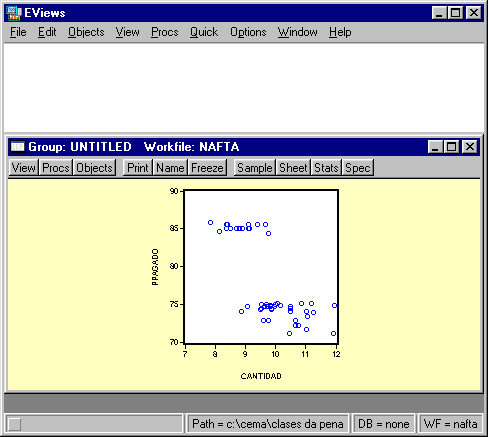 EViews
File Edit Objects View Procs Quick Options Window Help
Group: UNTITLED Workfile: NAFTA
View Procs Objects Print Name Freeze Sample Sheet Stats Spec
90
85
80
75
70
PPAGADO
7 8 9 10 11 12
CANTIDAD
Path = c:\cema\clases da pena DB = none WF = nafta